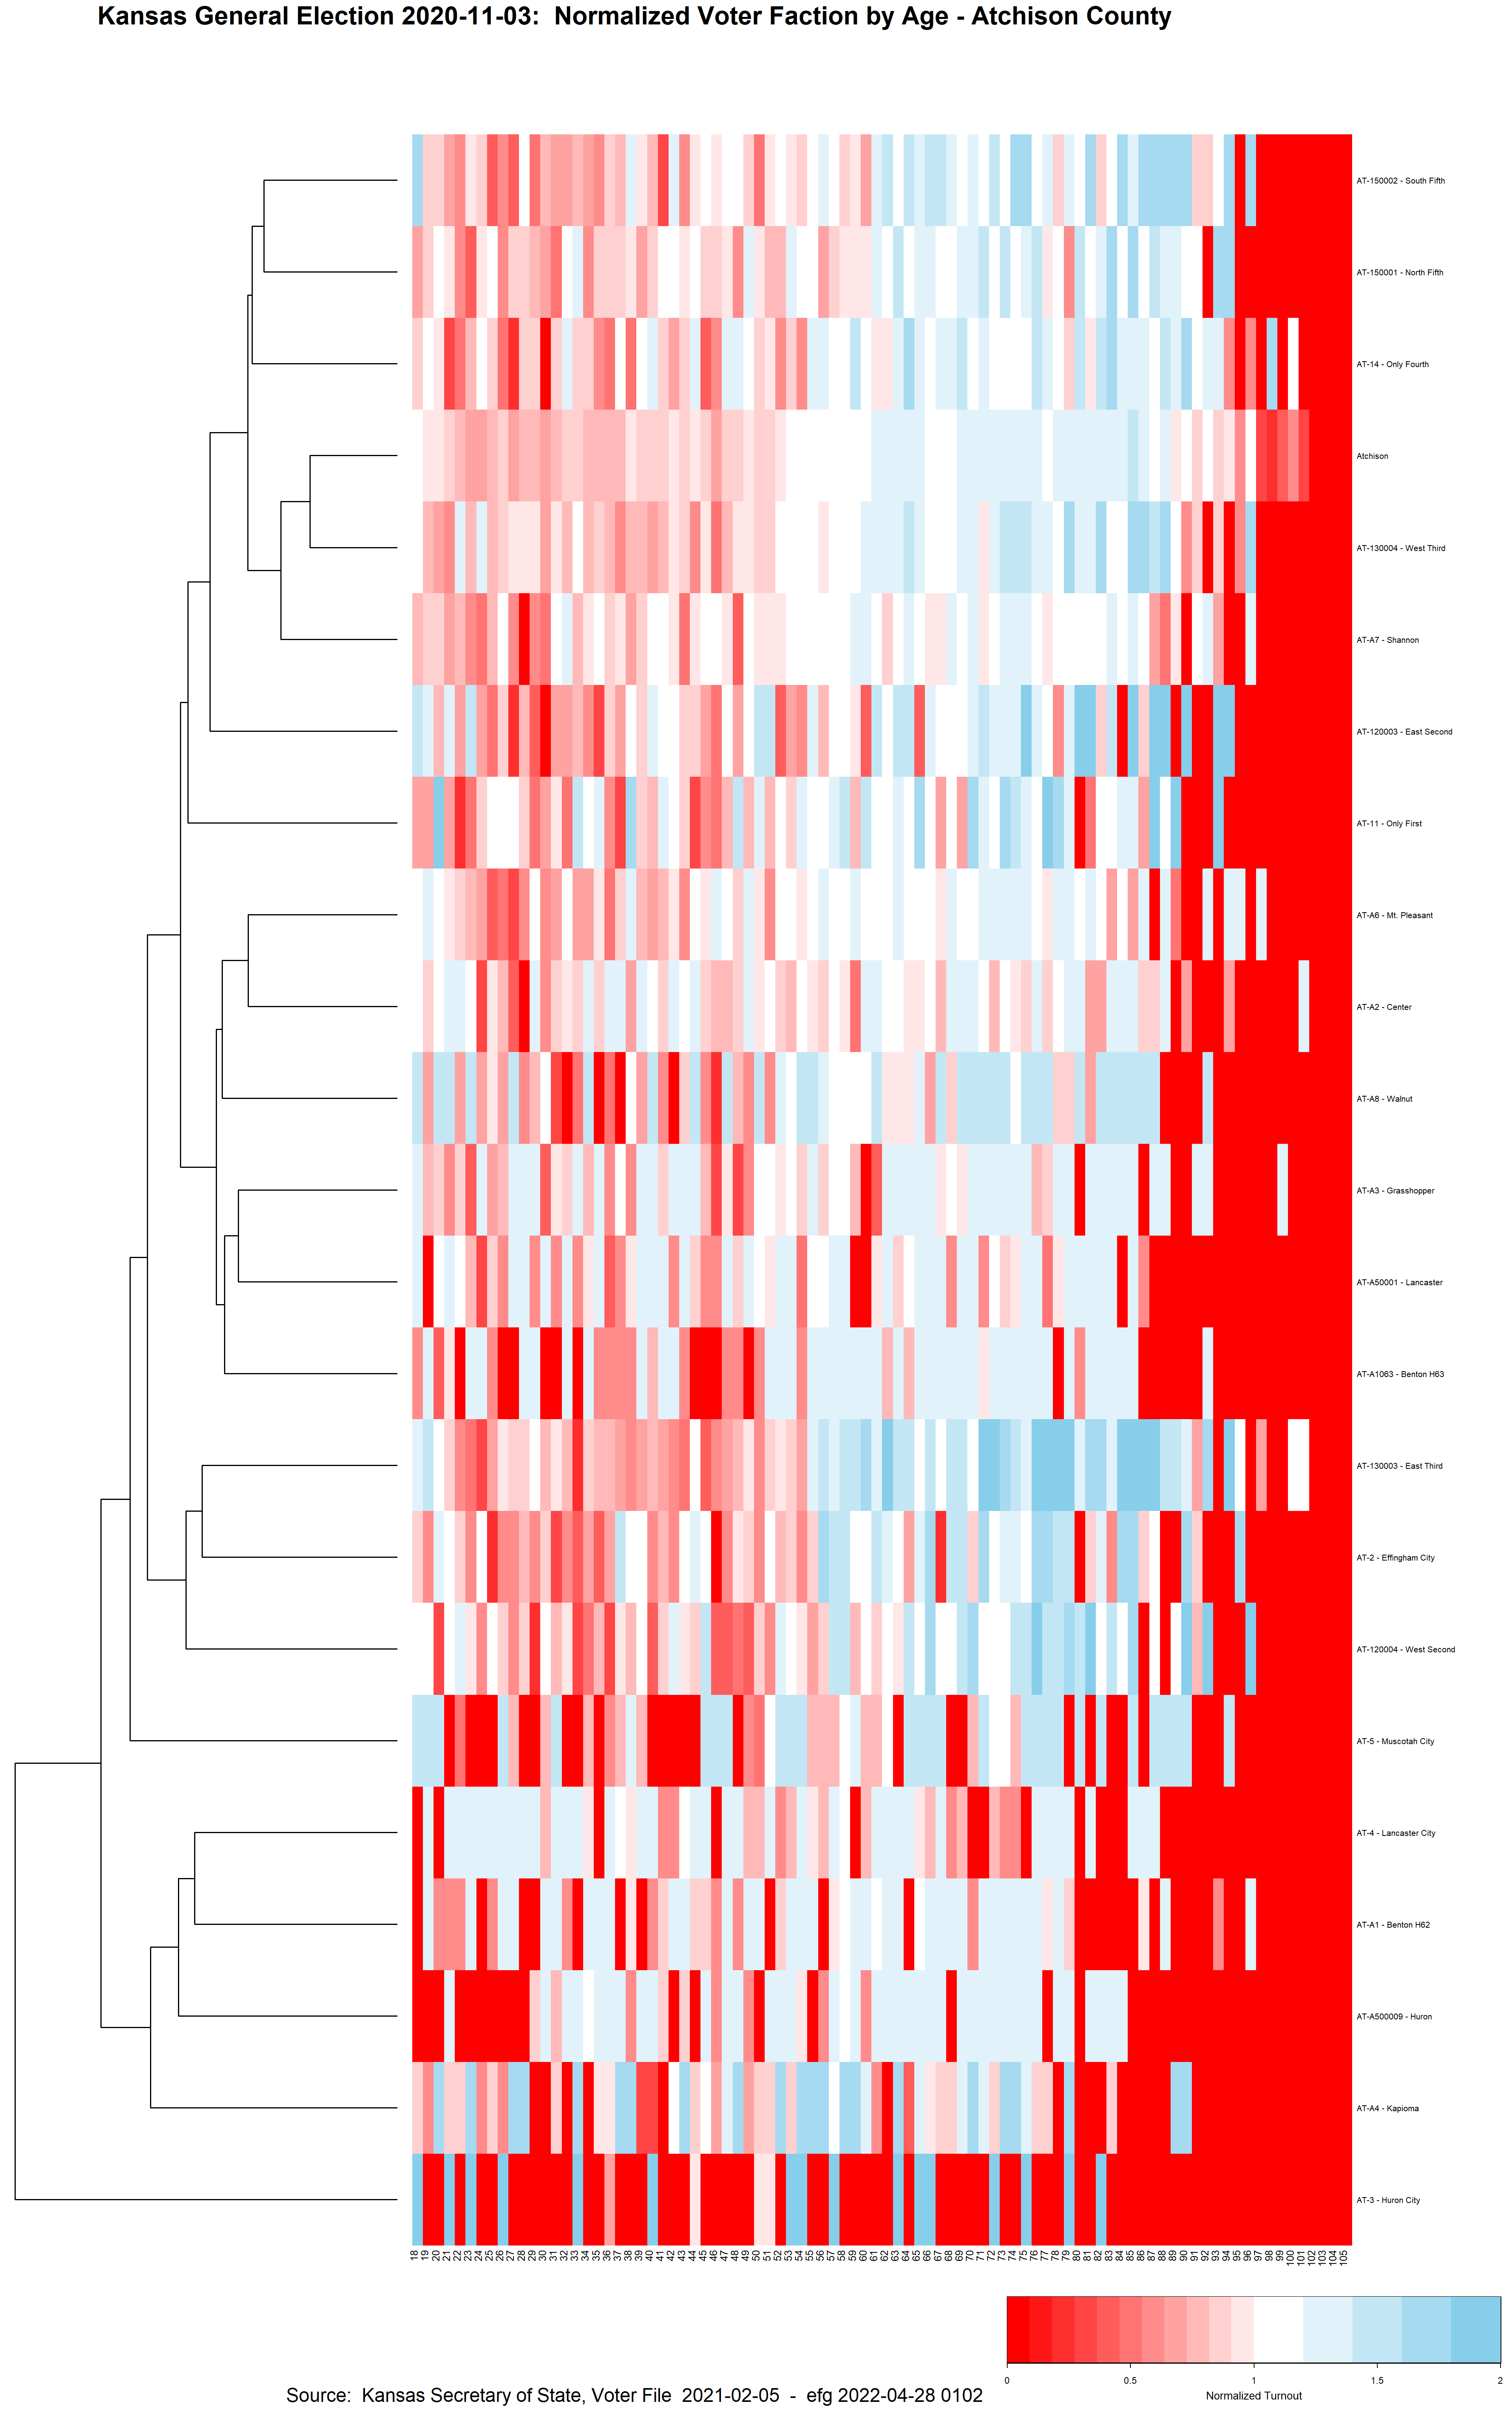 Kansas General Election 2020-11-03:  Normalized Voter Faction by Age - Atchison County
AT-150002 - South Fifth
AT-150001 - North Fifth
AT-14 - Only Fourth
Atchison
AT-130004 - West Third
AT-A7 - Shannon
AT-120003 - East Second
AT-11 - Only First
AT-A6 - Mt. Pleasant
AT-A2 - Center
AT-A8 - Walnut
AT-A3 - Grasshopper
AT-A50001 - Lancaster
AT-A1063 - Benton H63
AT-130003 - East Third
AT-2 - Effingham City
AT-120004 - West Second
AT-5 - Muscotah City
AT-4 - Lancaster City
AT-A1 - Benton H62
AT-A500009 - Huron
AT-A4 - Kapioma
AT-3 - Huron City
18 19 20 21 22 23 24 25 26 27 28 29 30 31 32 33 34 35 36 37 38 39 40 41 42 43 44 45 46 47 48 49 50 51 52 53 54 55 56 57 58 59 60 61 62 63 64 65 66 67 68 69 70 71 72 73 74 75 76 77 78 79 80 81 82 83 84 85 86 87 88 89 90 91 92 93 94 95 96 97 98 99 100 101 102 103 104 105
0 0.5 1 1.5 2
Normalized Turnout
Source:  Kansas Secretary of State, Voter File  2021-02-05  -  efg 2022-04-28 0102